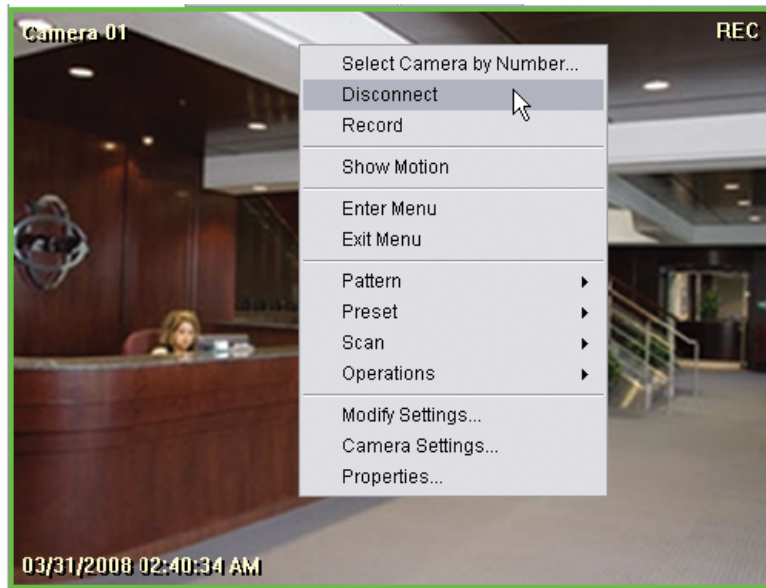 Camera 01
REC
Select Camera by Number...
Disconnect
Record
Show Motion
Enter Menu
Exit Menu
Pattern
Preset
Scan
Operations
Modify Settings...
Camera Settings...
Properties...
03/31/2008 02:40:34 AM